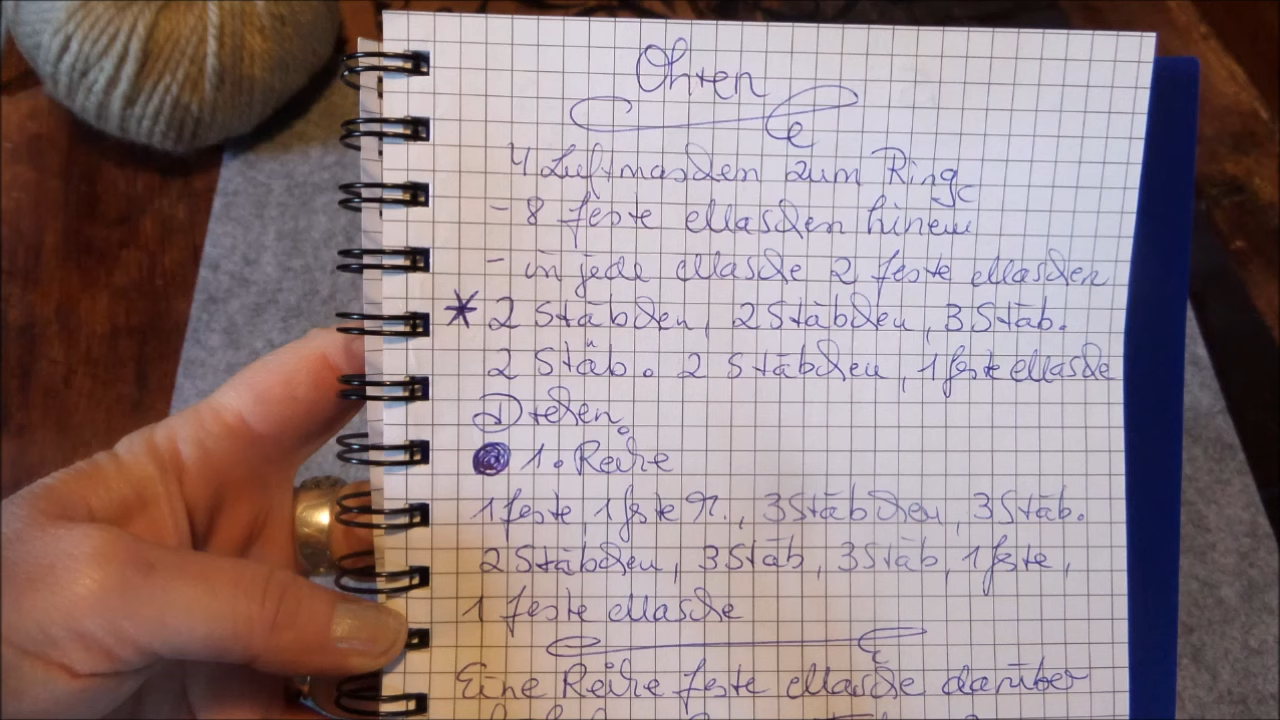 Ohren
4 Luftmaschen zum Ring
- 8 feste Maschen hinein
- in jede Masche 2 feste Maschen
* 2 Stäbchen, 2 Stäbchen, 3 Stäb.
2 Stäb. 2 Stäbchen, 1 feste Masche
Drehen.
1. Reihe
1 feste, 1 feste M., 3 Stäbchen, 3 Stäb.
2 Stäbchen, 3 Stäb, 3 Stäb, 1 feste,
1 feste Masche
Eine Reihe feste Masche darüber